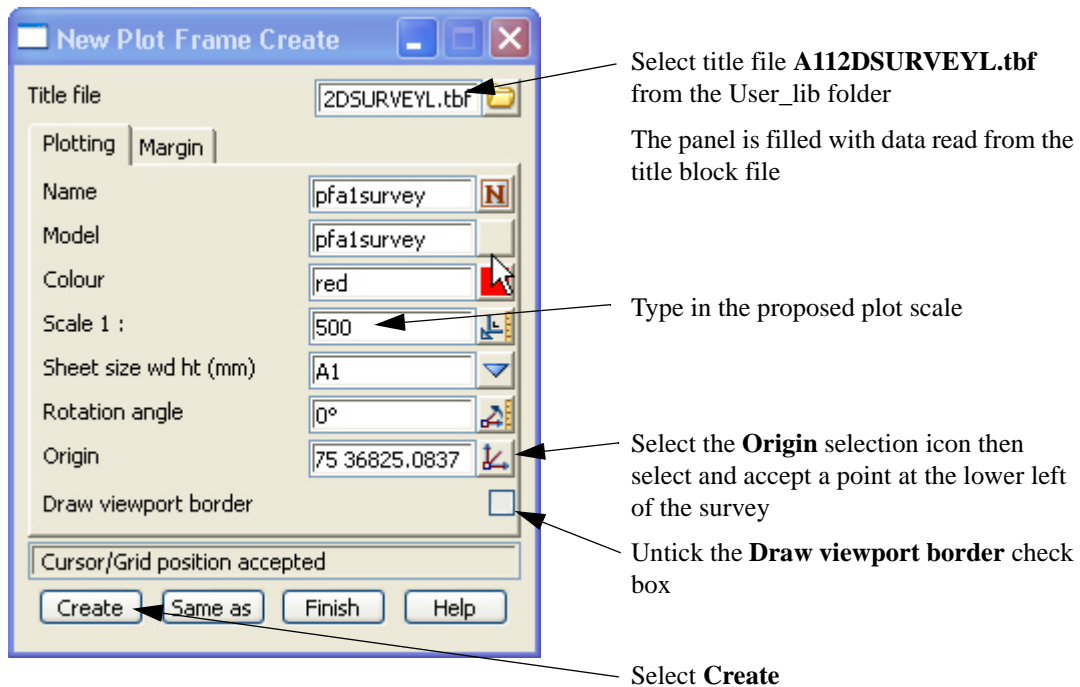 New Plot Frame Create
Title file
2DSURVEYL.tbf
Plotting
Margin
Name
pfa1survey
N
Model
pfa1survey
Colour
red
Scale 1 :
500
Sheet size wd ht (mm)
A1
Rotation angle
0°
Origin
75 36825.0837
Draw viewport border
Cursor/Grid position accepted
Create
Same as
Finish
Help
Select title file A112DSURVEYL.tbf
from the User_lib folder
The panel is filled with data read from the
title block file
Type in the proposed plot scale
Select the Origin selection icon then
select and accept a point at the lower left
of the survey
Untick the Draw viewport border check
box
Select Create